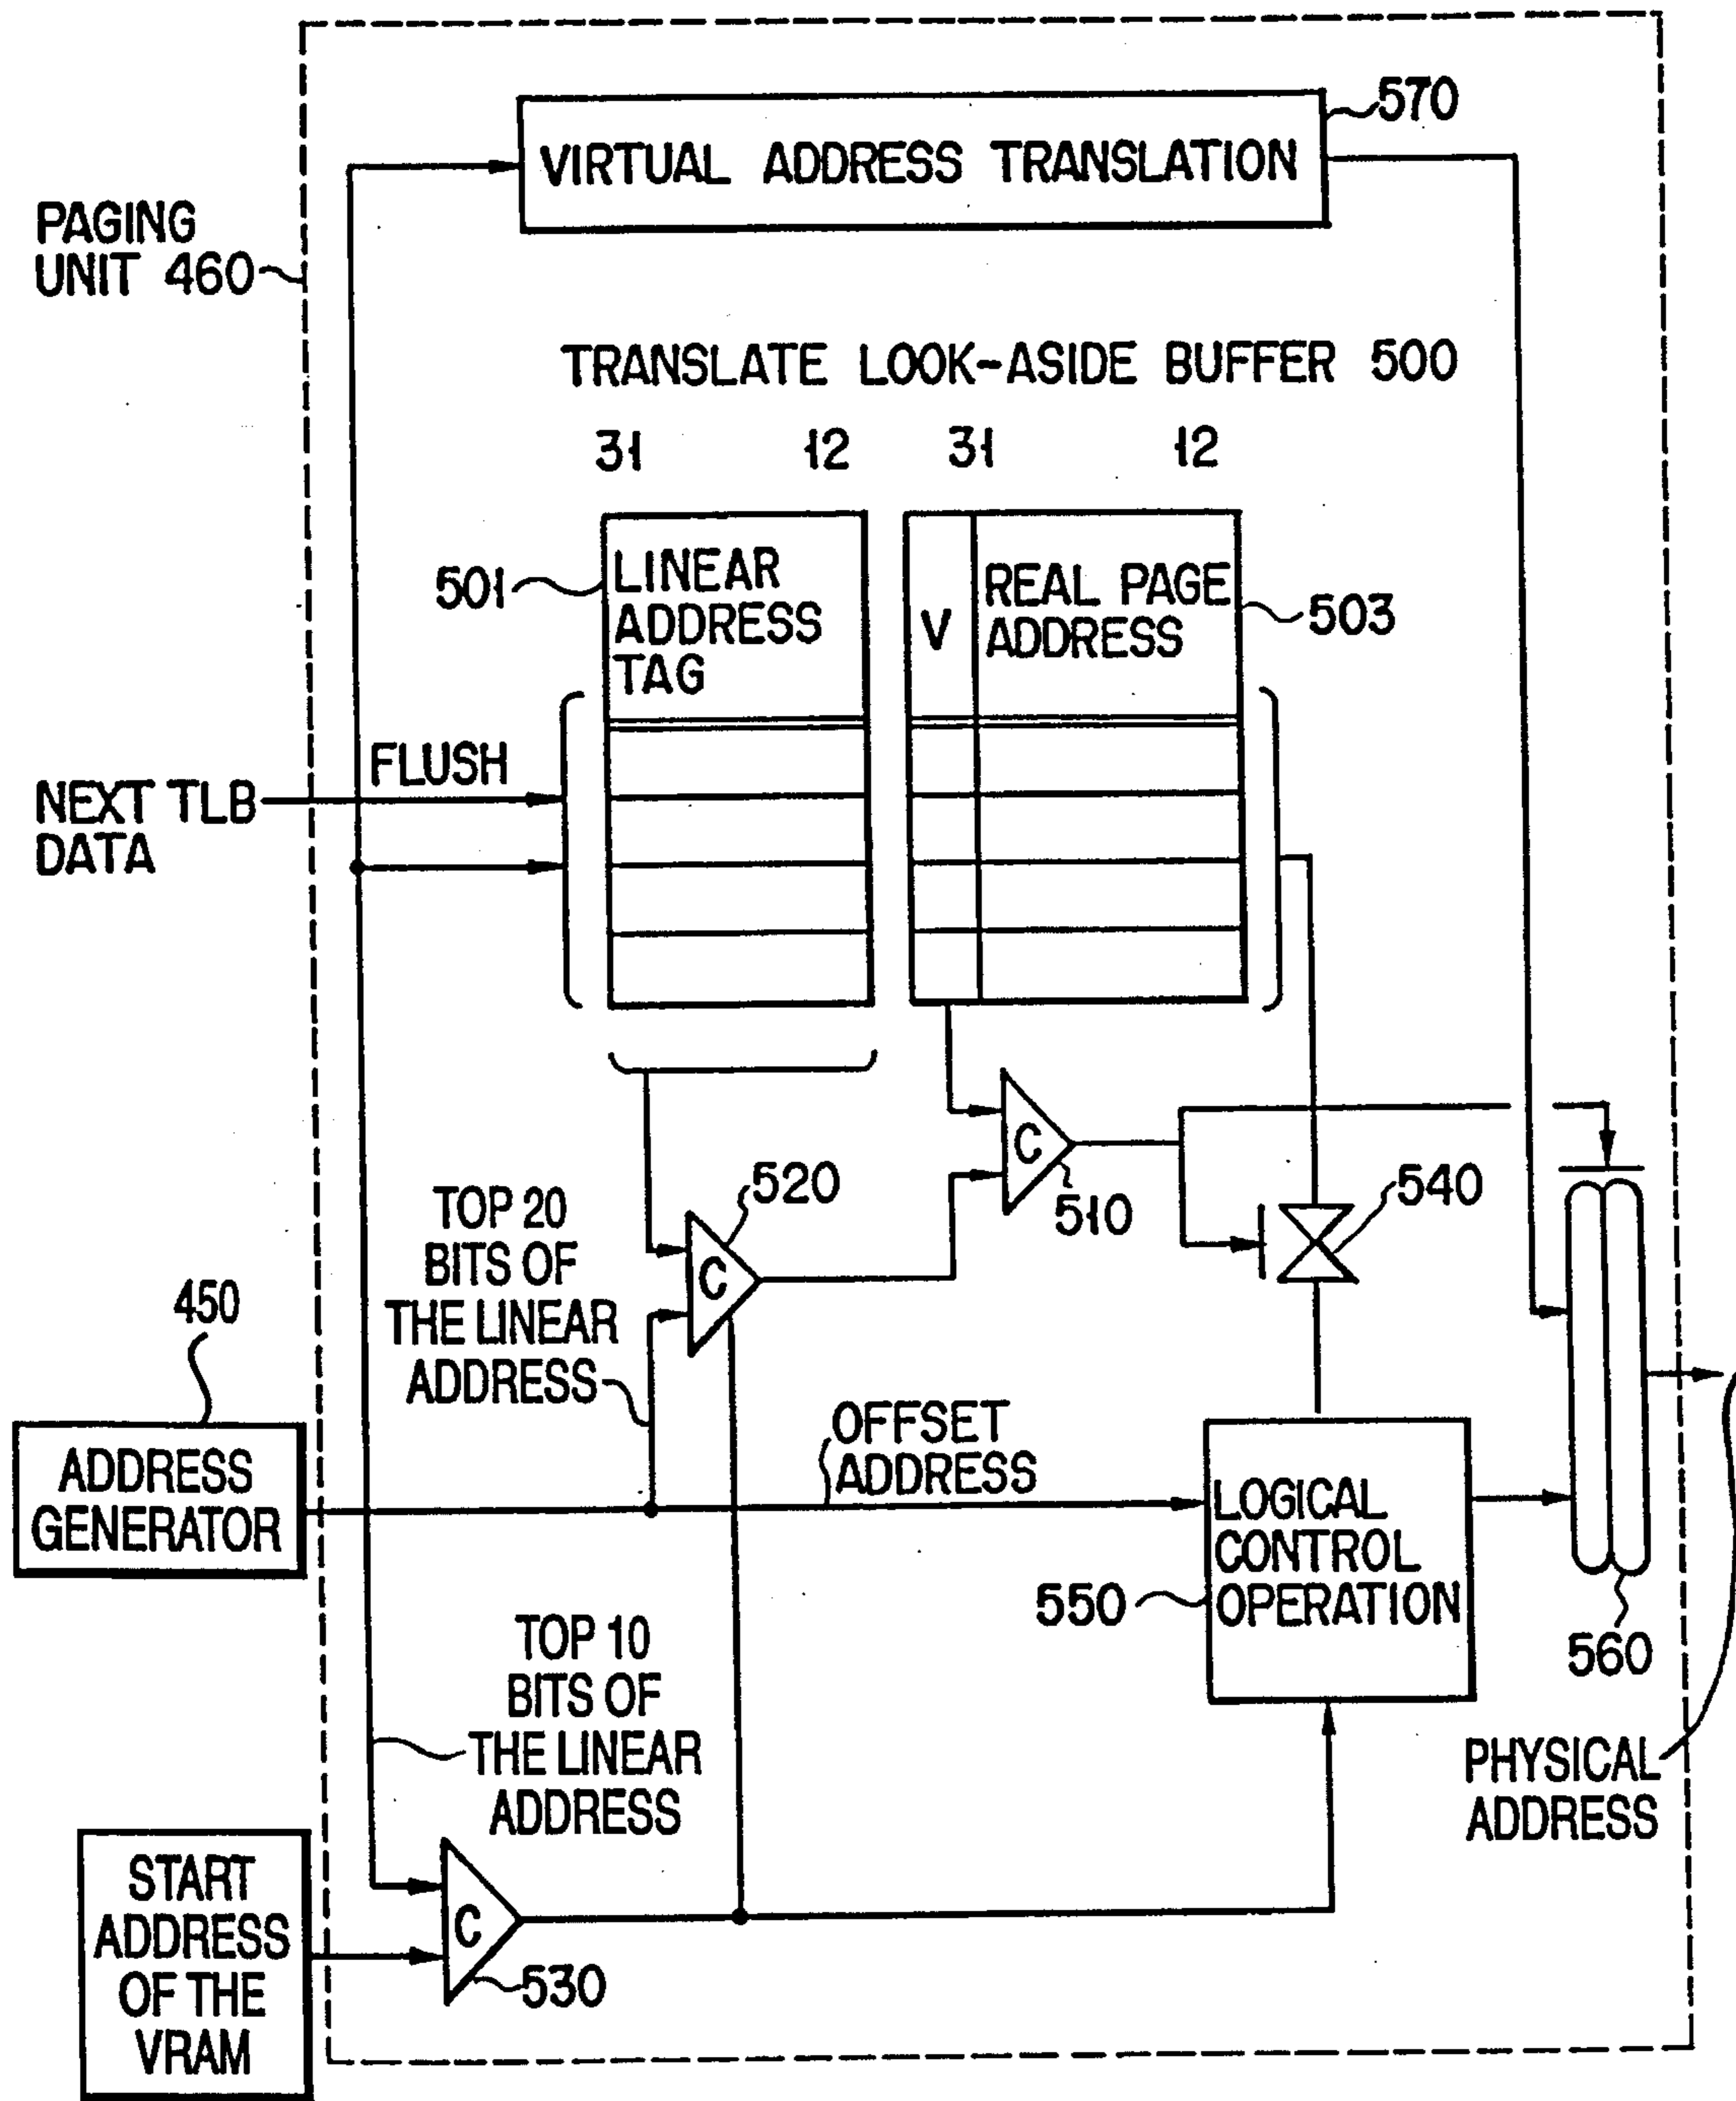 570
VIRTUAL ADDRESS TRANSLATION
PAGING
UNIT 460
TRANSLATE LOOK-ASIDE BUFFER 500
31 12 31 12
501
LINEAR
ADDRESS
TAG
V
REAL PAGE
ADDRESS
503
FLUSH
NEXT TLB
DATA
C
510
520
C
540
TOP 20
BITS OF
THE LINEAR
ADDRESS
450
ADDRESS
GENERATOR
OFFSET
ADDRESS
LOGICAL
CONTROL
OPERATION
550
560
TOP 10
BITS OF
THE LINEAR
ADDRESS
PHYSICAL
ADDRESS
START
ADDRESS
OF THE
VRAM
C
530